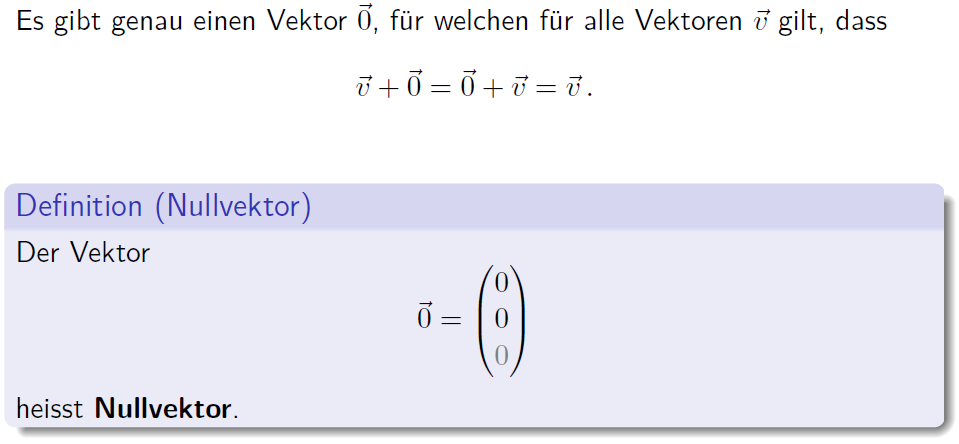 Es gibt genau einen Vektor $\vec{0}$, für welchen für alle Vektoren $\vec{v}$ gilt, dass
$\vec{v} + \vec{0} = \vec{0} + \vec{v} = \vec{v}.$
Definition (Nullvektor)
Der Vektor
$\vec{0} = \begin{pmatrix} 0 \\ 0 \\ 0 \end{pmatrix}$
heisst Nullvektor.